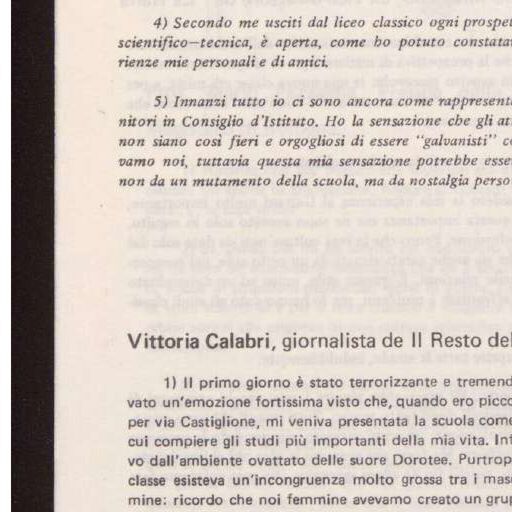 4) Secondo me usciti dal liceo classico ogni prospet
scientifico—tecnica, è aperta, come ho potuto constata
rienze mie personali e di amici.
5) Innanzi tutto io ci sono ancora come rappresent
nitori in Consiglio d'Istituto. Ho la sensazione che gli at
non siano così fieri e orgogliosi di essere "galvanisti" c
vamo noi, tuttavia questa mia sensazione potrebbe esse
non da un mutamento della scuola, ma da nostalgia perso
Vittoria Calabri, giornalista de Il Resto del
1) Il primo giorno è stato terrorizzante e tremend
vato un'emozione fortissima visto che, quando ero picco
per via Castiglione, mi veniva presentata la scuola come
cui compiere gli studi più importanti della mia vita. Inf
vo dall'ambiente ovattato delle suore Dorotee. Purtrop
classe esisteva un'incongruenza molto grossa tra i mas
mine: ricordo che noi femmine avevamo creato un grup